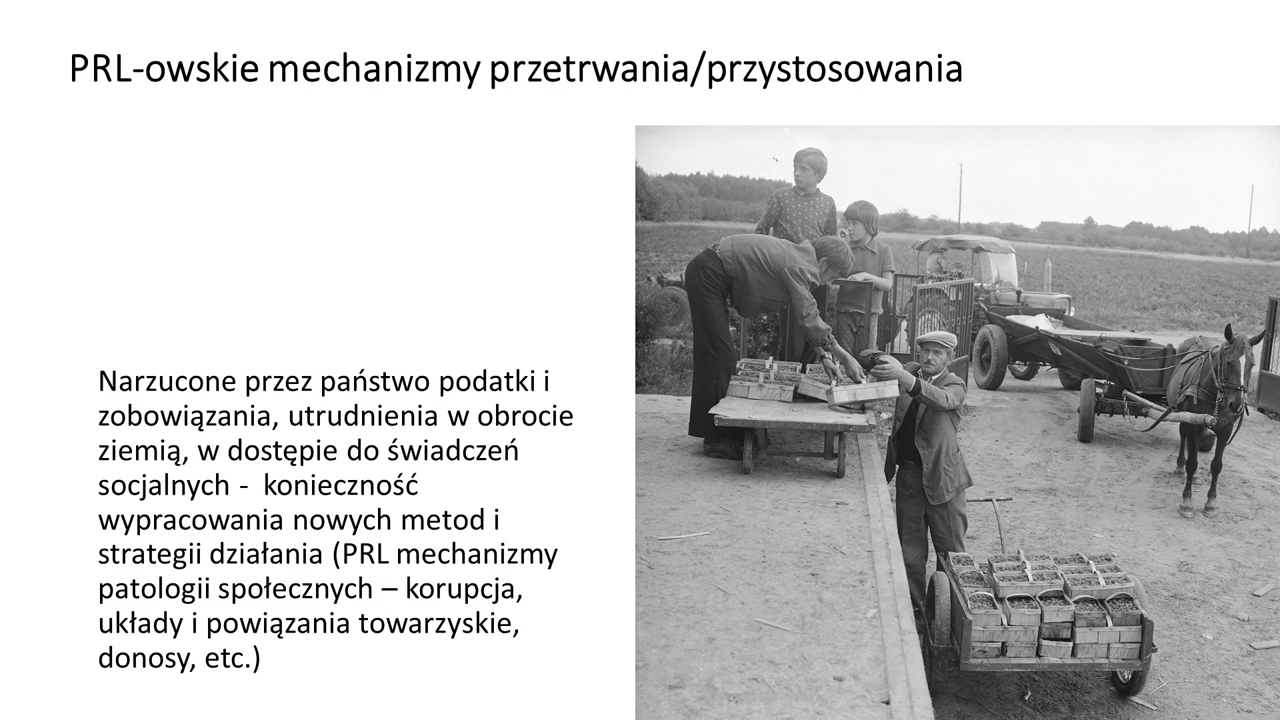 PRL-owskie mechanizmy przetrwania/przystosowania
Narzucone przez państwo podatki i
zobowiązania, utrudnienia w obrocie
ziemią, w dostępie do świadczeń
socjalnych -  konieczność
wypracowania nowych metod i
strategii działania (PRL mechanizmy
patologii społecznych – korupcja,
układy i powiązania towarzyskie,
donosy, etc.)